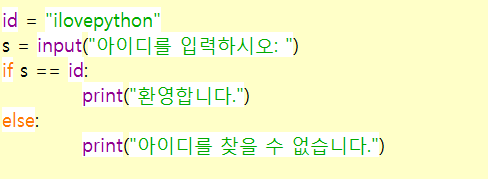 id = "ilovepython"
s = input("아이디를 입력하시오: ")
if s == id:
        print("환영합니다.")
else:
        print("아이디를 찾을 수 없습니다.")